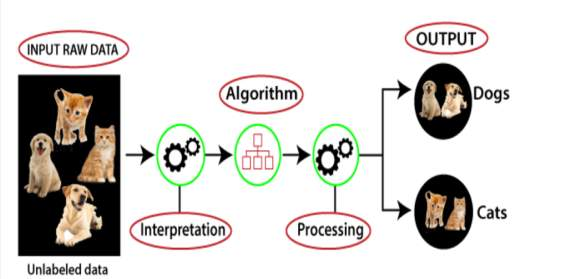 INPUT RAW DATA
OUTPUT
Algorithm
Dogs
Cats
Interpretation
Processing
Unlabeled data